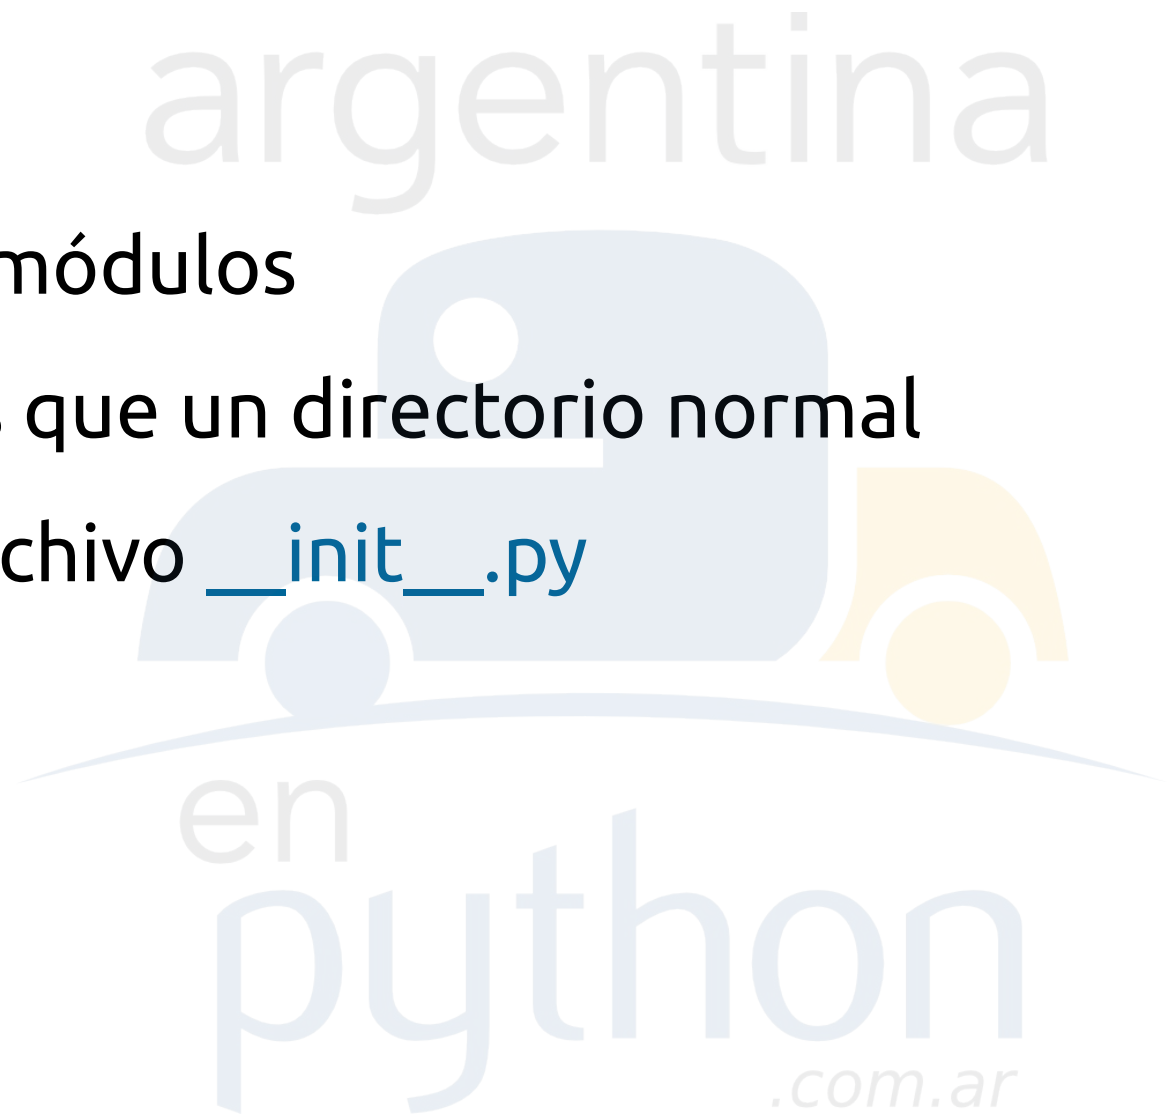 argentina
módulos
que un directorio normal
chivo __init__.py
en
python
.com.ar